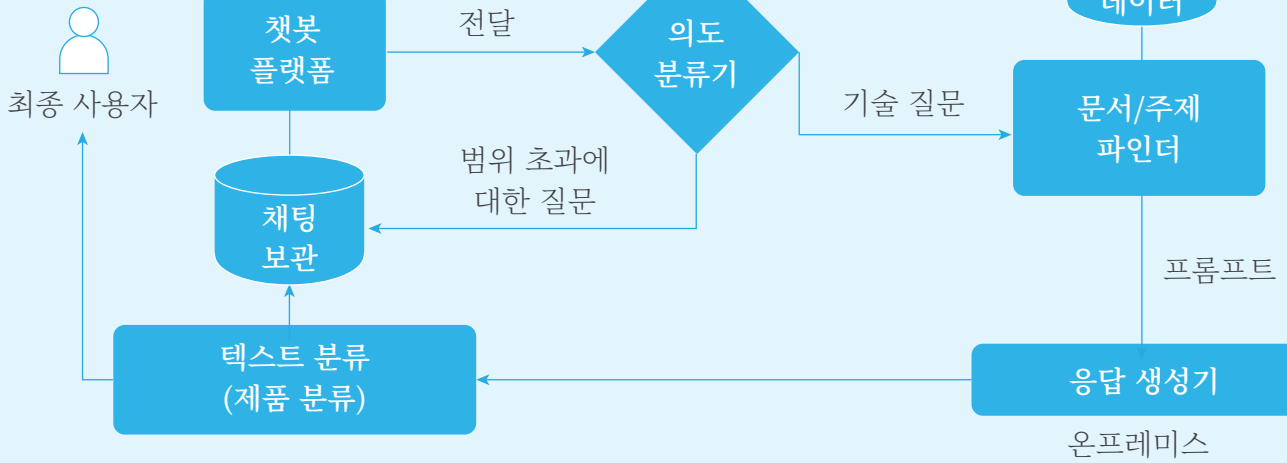 최종 사용자
챗봇
플랫폼
전달
의도
분류기
기술 질문
데이터
문서/주제
파인더
범위 초과에
대한 질문
채팅
보관
프롬프트
텍스트 분류
(제품 분류)
응답 생성기
온프레미스